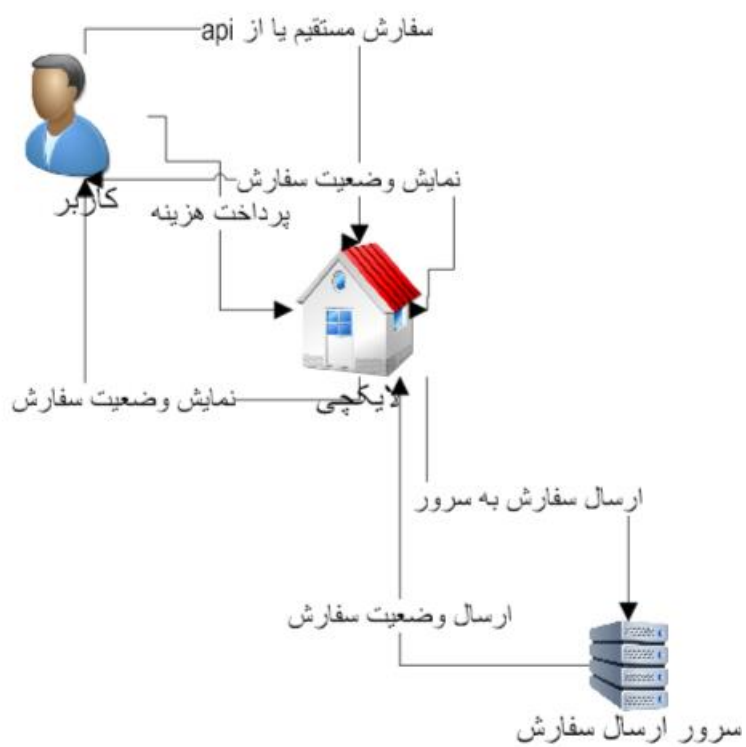 سفارش مستقیم یا از api
نمایش وضعیت سفارش
کاربر
پرداخت هزینه
لایکچی
نمایش وضعیت سفارش
ارسال سفارش به سرور
ارسال وضعیت سفارش
سرور ارسال سفارش